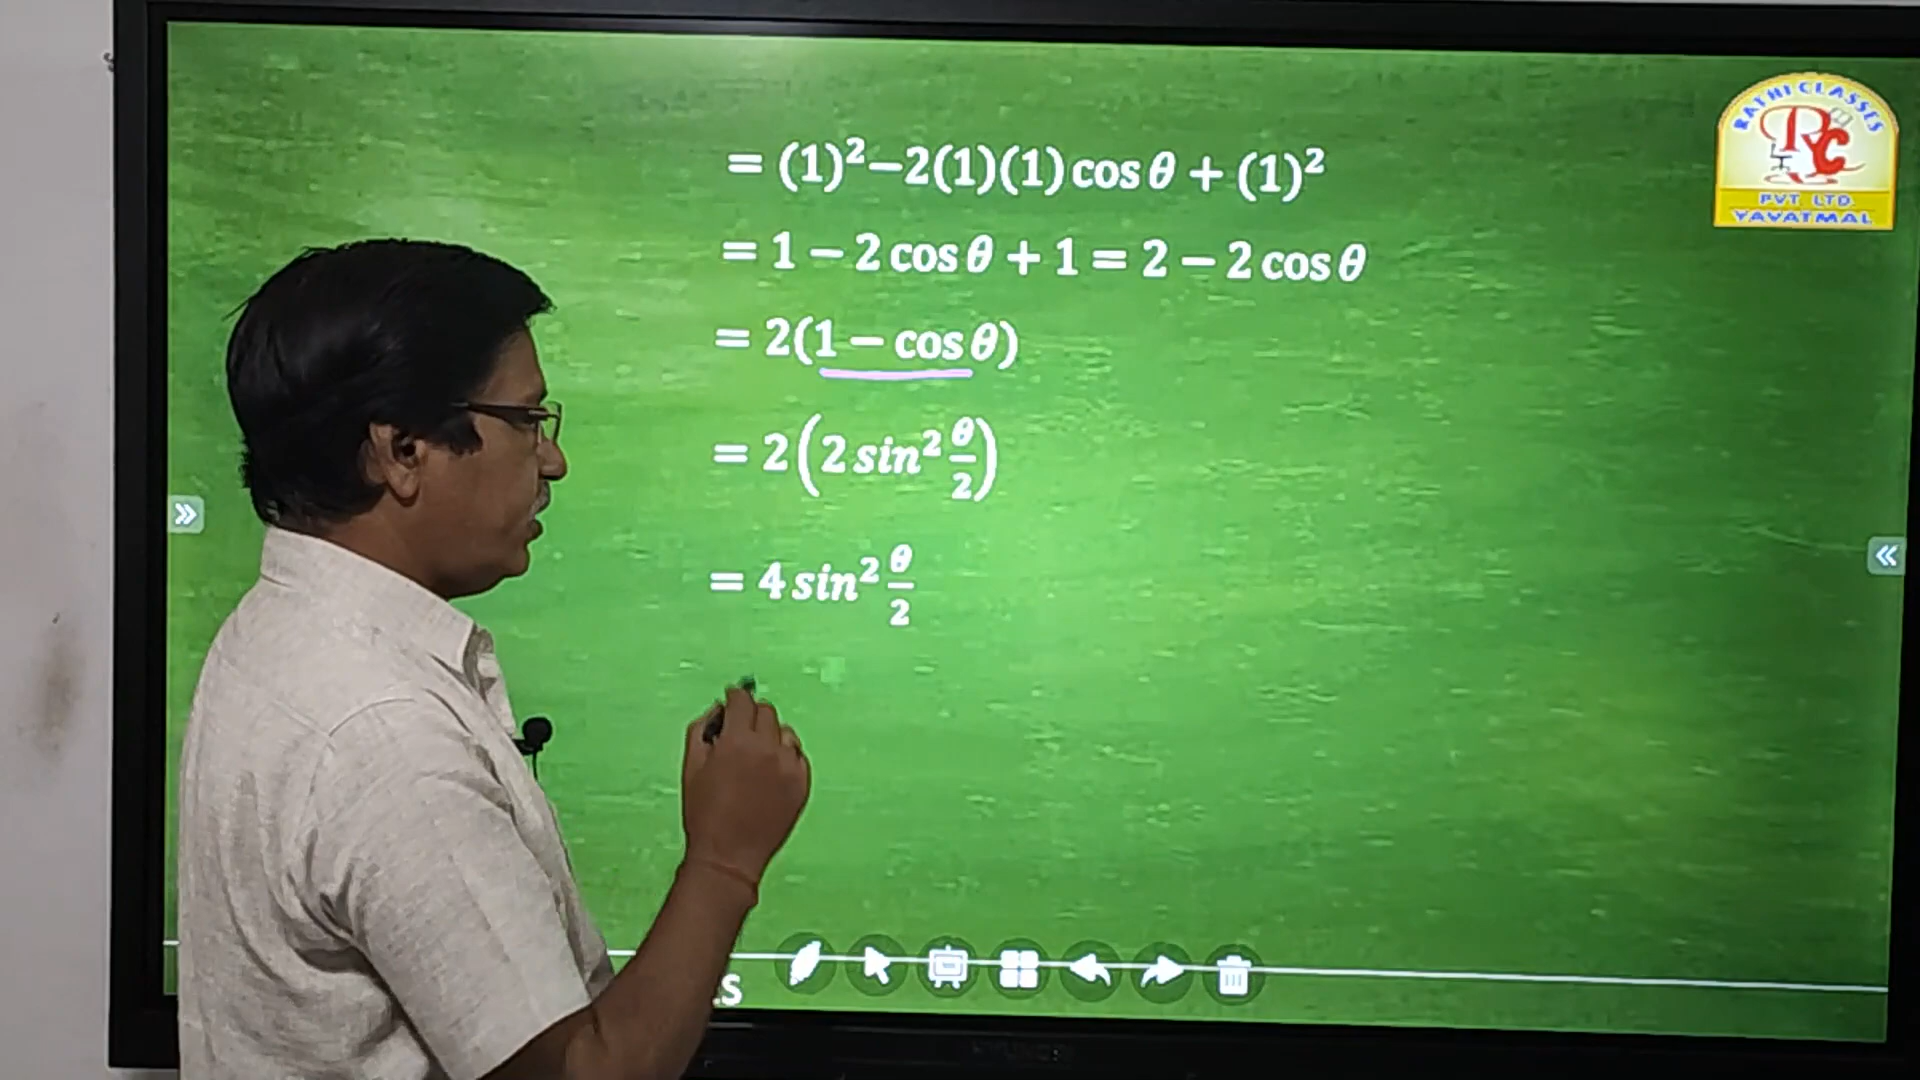 RATHI CLASSES
RC
PVT. LTD.
YAVATMAL
= (1)²−2(1)(1) cos θ + (1)²
= 1 − 2 cos θ + 1 = 2 − 2 cos θ
= 2(1 − cos θ)
= 2(2 sin² θ/2)
= 4 sin² θ/2